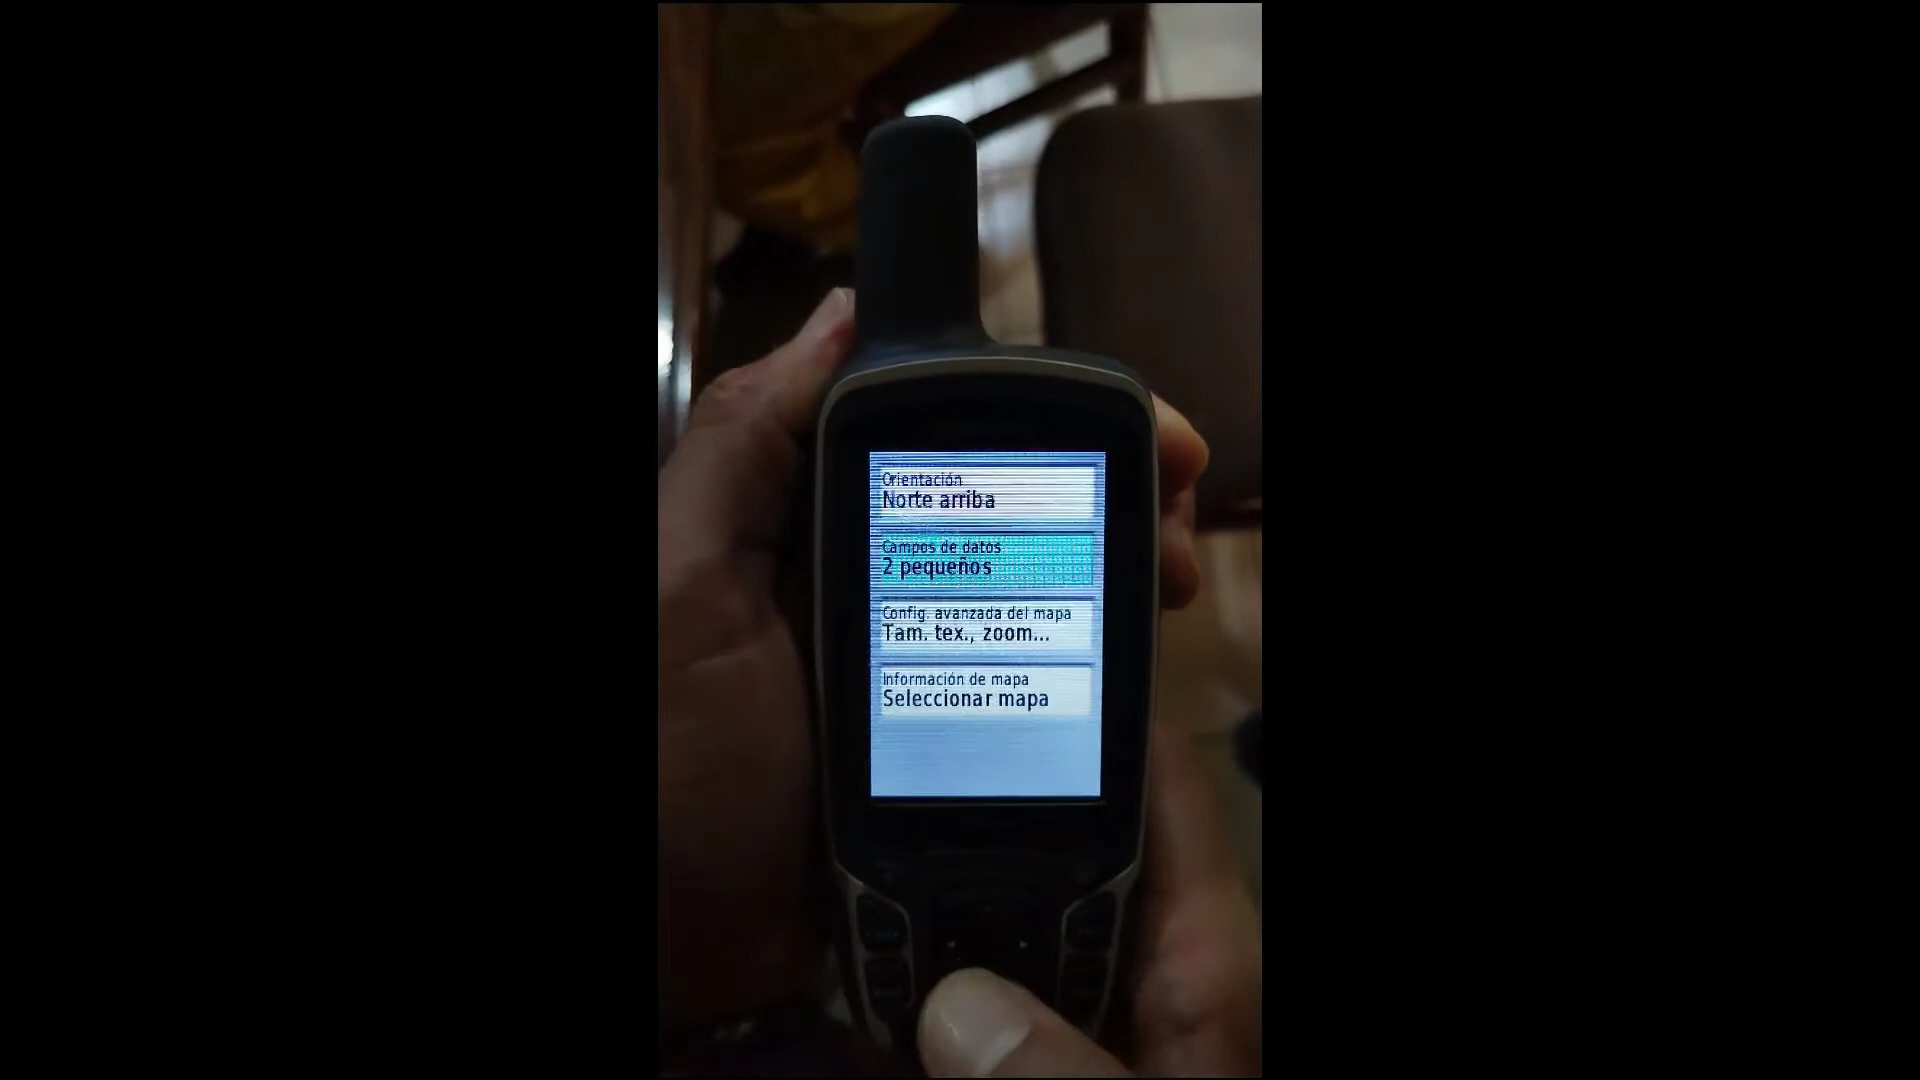 Orientación
Norte arriba
Campos de datos
2 pequeños
Config. avanzada del mapa
Tam. tex., zoom...
Información de mapa
Seleccionar mapa